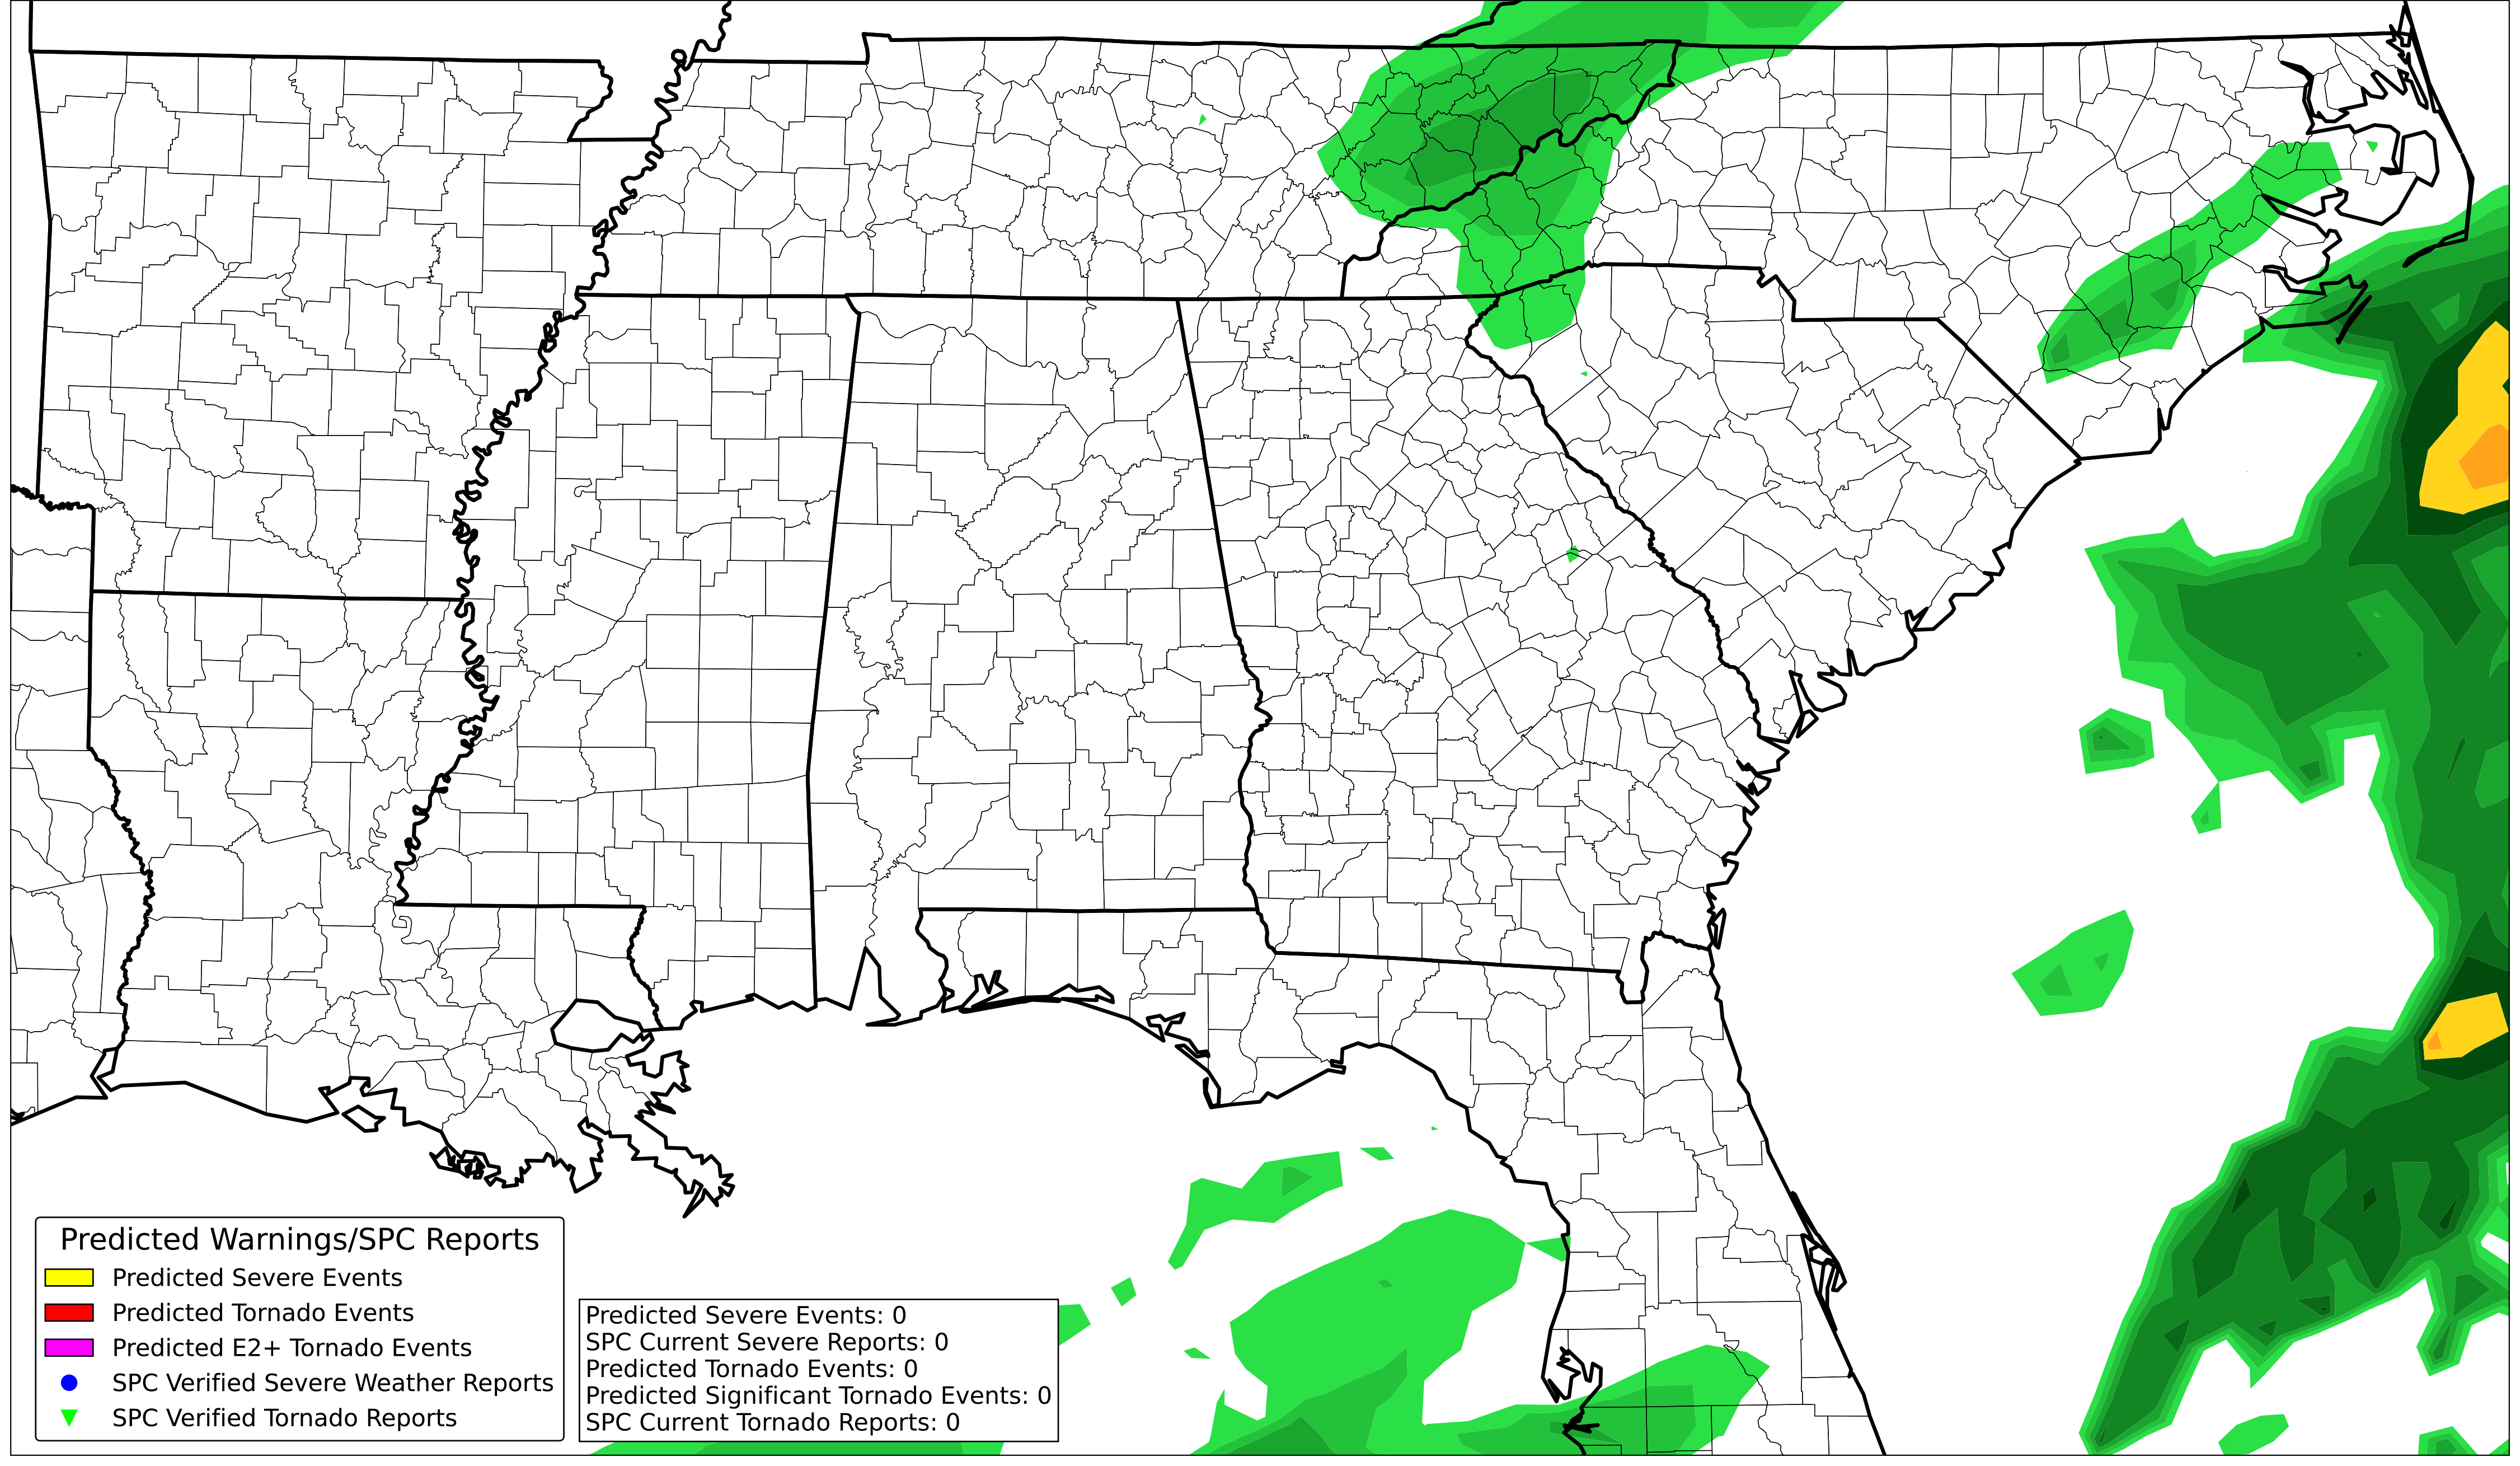 Predicted Warnings/SPC Reports
Predicted Severe Events
Predicted Tornado Events
Predicted E2+ Tornado Events
SPC Verified Severe Weather Reports
SPC Verified Tornado Reports
Predicted Severe Events: 0
SPC Current Severe Reports: 0
Predicted Tornado Events: 0
Predicted Significant Tornado Events: 0
SPC Current Tornado Reports: 0